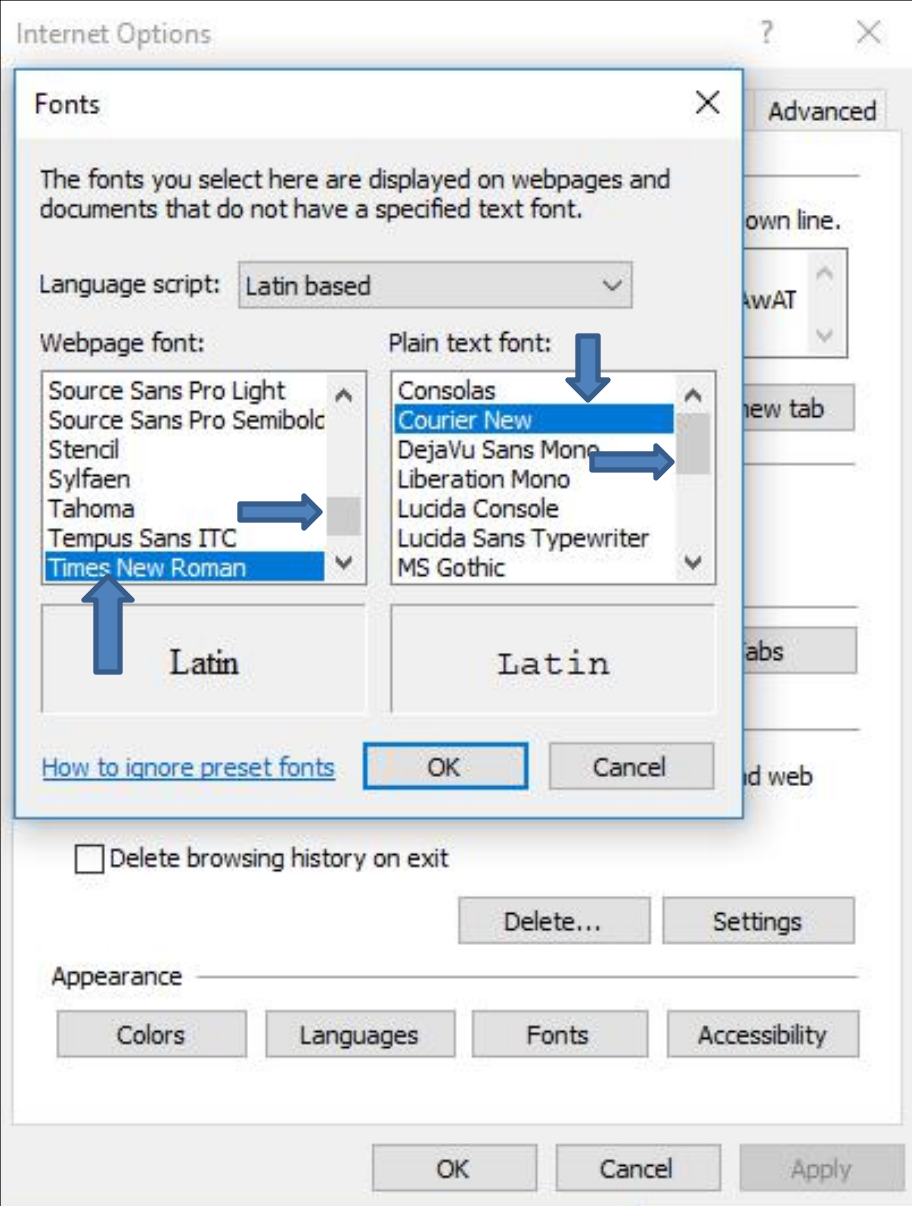 Internet Options
?
Fonts
Advanced
The fonts you select here are displayed on webpages and
documents that do not have a specified text font.
own line.
Language script: Latin based
AwAT
Webpage font:
Source Sans Pro Light
Source Sans Pro Semibold
Stencil
Sylfaen
Tahoma
Tempus Sans ITC
Times New Roman
Plain text font:
Consolas
Courier New
DejaVu Sans Mono
Liberation Mono
Lucida Console
Lucida Sans Typewriter
MS Gothic
new tab
Latin
Latin
abs
How to ignore preset fonts
OK
Cancel
d web
Delete browsing history on exit
Delete...
Settings
Appearance
Colors
Languages
Fonts
Accessibility
OK
Cancel
Apply